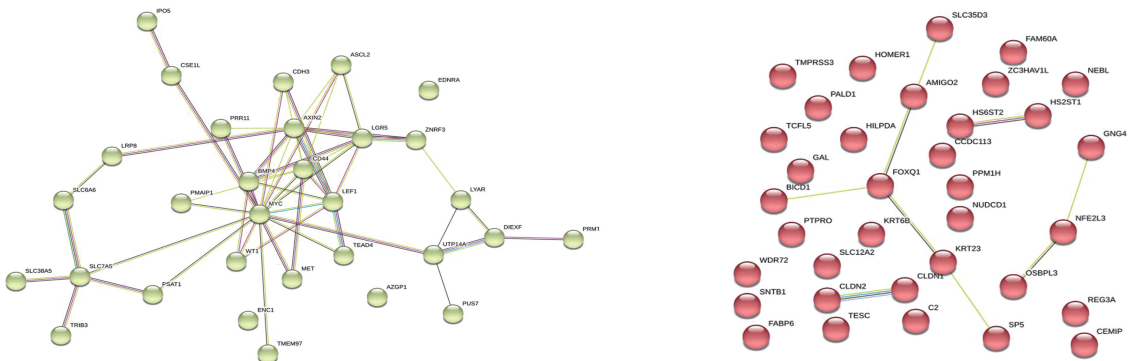 IPO5
CSE1L
ASCL2
CDH3
EDNRA
AXIN2
PRR11
LGR5
ZNRF3
LRP8
CD44
BMP4
SLC6A6
PMAIP1
LEF1
LYAR
MYC
DIEXF
PRMT
UTP14A
WT1
TEAD4
SLC38A5
SLC7A5
MET
PSAT1
AZGP1
PUS7
TRIB3
ENC1
TMEM97
SLC35D3
FAM60A
HOMER1
TMPRSS3
ZC3HAV1L
NEBL
AMIGO2
PALD1
HS2ST1
HS6ST2
TCFL5
HILPDA
CCDC113
GNG4
GAL
FOXQ1
PPM1H
BICD1
NUDCD1
PTPRO
KRT6B
NFE2L3
SLC12A2
KRT23
WDR72
CLDN1
OSBPL3
CLDN2
SNTB1
REG3A
C2
TESC
SP5
FABP6
CEMIP